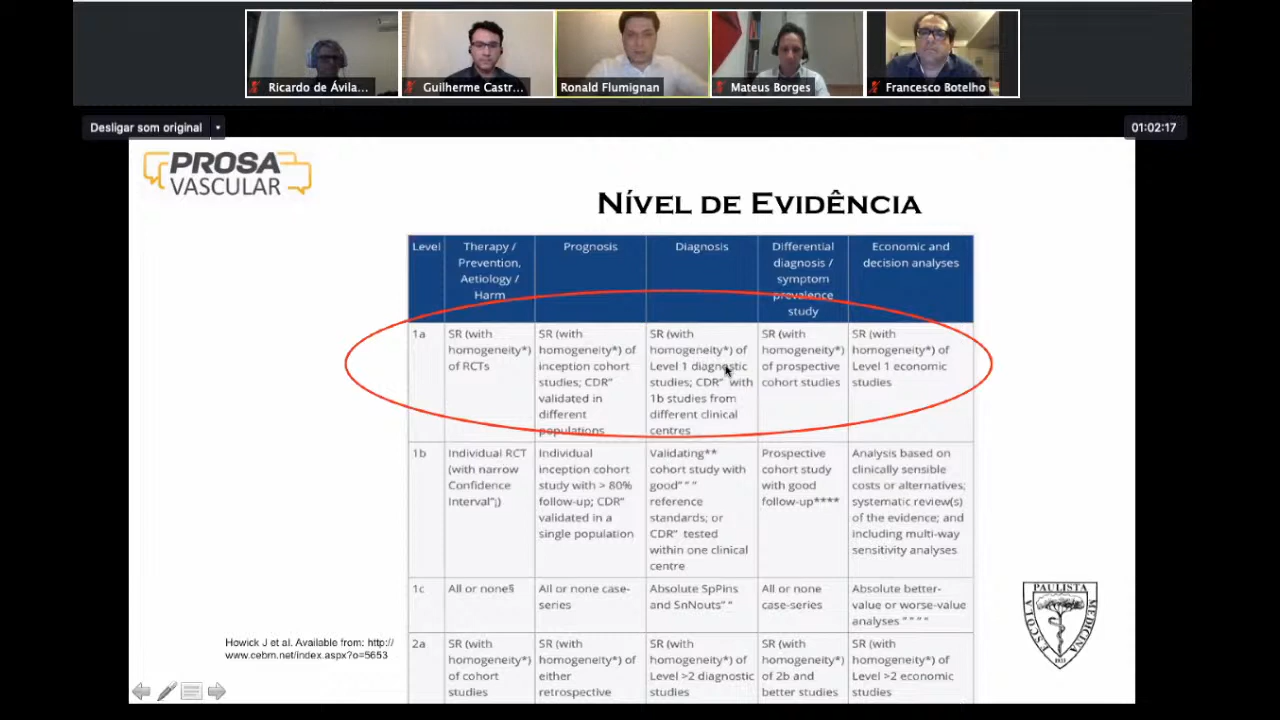 Ricardo de Ávila...
Guilherme Castr...
Ronald Flumignan
Mateus Borges
Francesco Botelho
Desligar som original
01:02:17
PROSA
VASCULAR
NÍVEL DE EVIDÊNCIA
Level
Therapy /
Prevention,
Aetiology /
Harm
Prognosis
Diagnosis
Differential
diagnosis /
symptom
prevalence
study
Economic and
decision analyses
1a
SR (with
homogeneity*)
of RCTs
SR (with
homogeneity*) of
inception cohort
studies; CDR"
validated in
different
populations
SR (with
homogeneity*) of
Level 1 diagnostic
studies; CDR" with
1b studies from
different clinical
centres
SR (with
homogeneity*)
of prospective
cohort studies
SR (with
homogeneity*) of
Level 1 economic
studies
1b
Individual RCT
(with narrow
Confidence
Interval"¡)
Individual
inception cohort
study with > 80%
follow-up; CDR"
validated in a
single population
Validating**
cohort study with
good" " "
reference
standards; or
CDR" tested
within one clinical
centre
Prospective
cohort study
with good
follow-up****
Analysis based on
clinically sensible
costs or alternatives;
systematic review(s)
of the evidence; and
including multi-way
sensitivity analyses
1c
All or none§
All or none case-
series
Absolute SpPins
and SnNouts" "
All or none
case-series
Absolute better-
value or worse-value
analyses " " " "
2a
SR (with
homogeneity*)
of cohort
studies
SR (with
homogeneity*) of
either
retrospective
SR (with
homogeneity*) of
Level >2 diagnostic
studies
SR (with
homogeneity*)
of 2b and
better studies
SR (with
homogeneity*) of
Level >2 economic
studies
Howick J et al. Available from: http://
www.cebm.net/index.aspx?o=5653
ESCOLA PAULISTA MEDICINA
1933